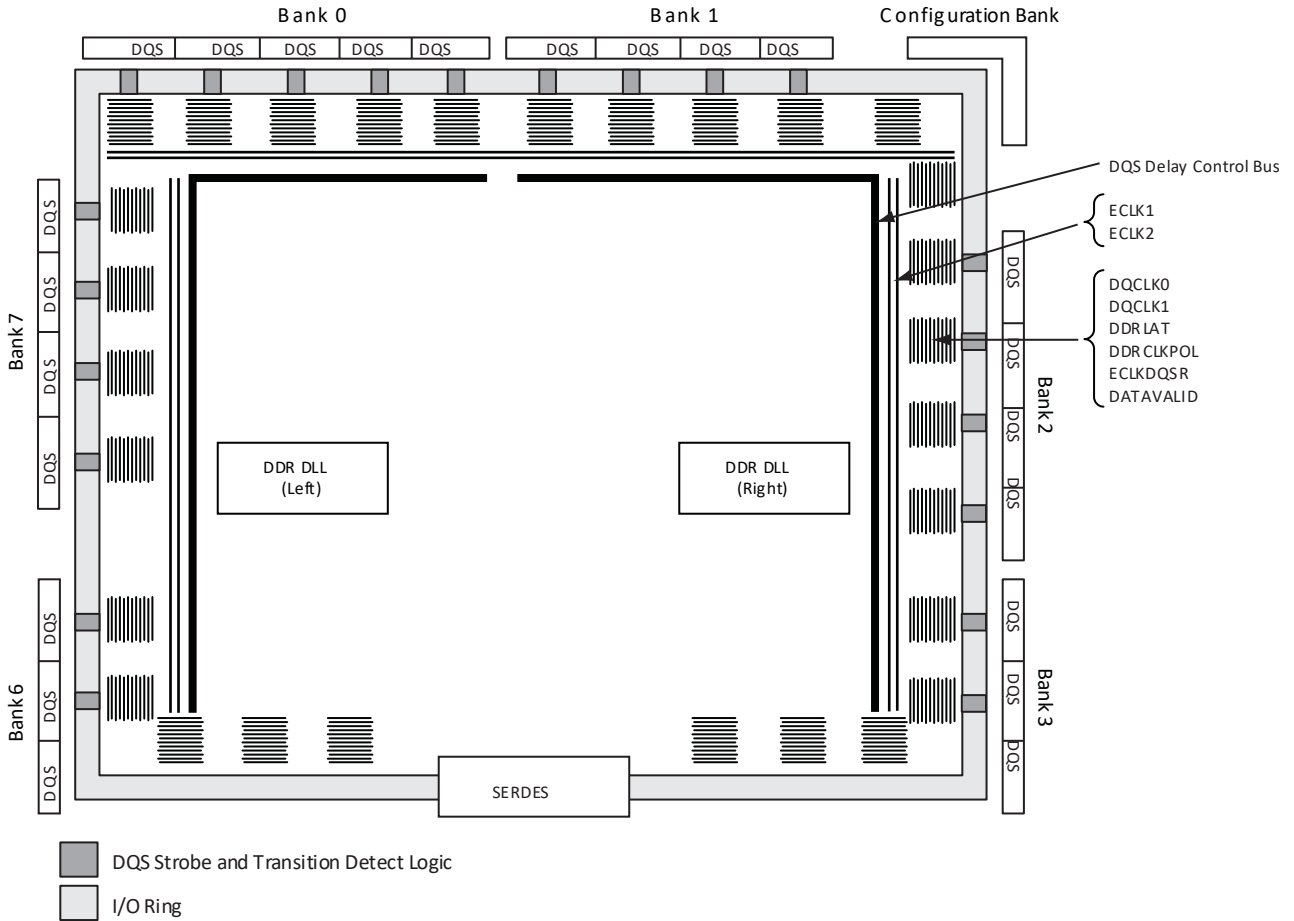 Bank 0
Bank 1
Configuration Bank
DQS DQS DQS DQS DQS
DQS DQS DQS DQS
DQS Delay Control Bus
ECLK1
ECLK2
DQCLK0
DQCLK1
DDRLAT
DDRCLKPOL
ECLKDQSR
DATAVALID
Bank 7
DQS
DQS
DQS
DQS
Bank 6
DQS
DQS
DQS
DQS
DQS
DQS
DQS
Bank 2
DQS
DQS
DQS
Bank 3
DDR DLL
(Left)
DDR DLL
(Right)
SERDES
DQS Strobe and Transition Detect Logic
I/O Ring